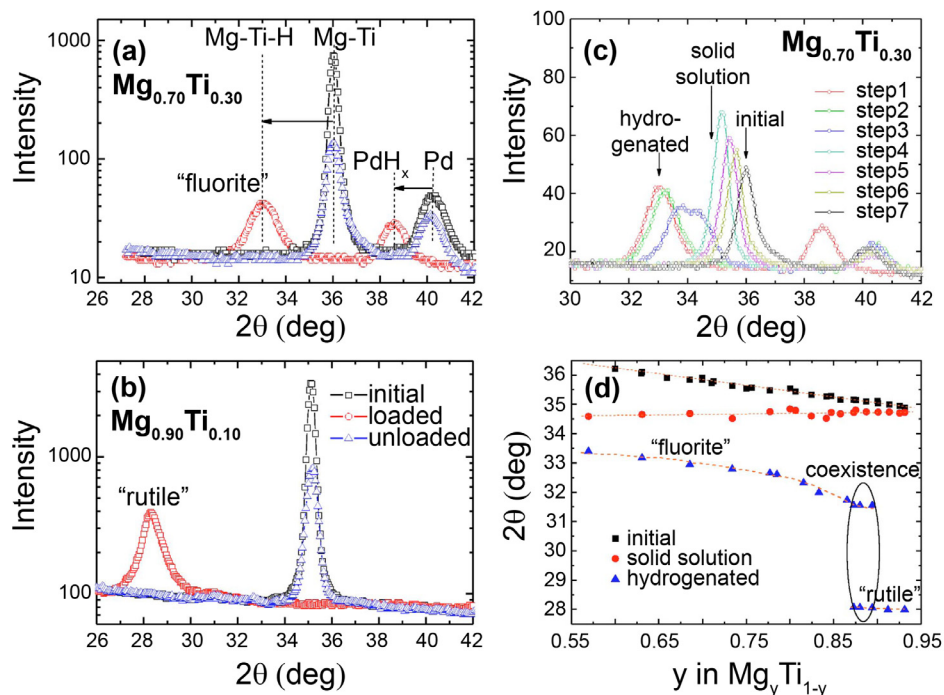 (a)
Mg-Ti-H
Mg-Ti
Mg0.70Ti0.30
PdHx
Pd
"fluorite"
Intensity
1000
100
10
26 28 30 32 34 36 38 40 42
2θ (deg)
(b)
Mg0.90Ti0.10
initial
loaded
unloaded
"rutile"
Intensity
1000
100
26 28 30 32 34 36 38 40 42
2θ (deg)
(c)
Mg0.70Ti0.30
solid
solution
hydro-
genated
initial
step1
step2
step3
step4
step5
step6
step7
Intensity
100
80
60
40
20
30 32 34 36 38 40 42
2θ (deg)
(d)
"fluorite"
coexistence
initial
solid solution
hydrogenated
"rutile"
2θ (deg)
36
35
34
33
32
31
30
29
28
0.55 0.65 0.75 0.85 0.95
y in MgyTi1-y